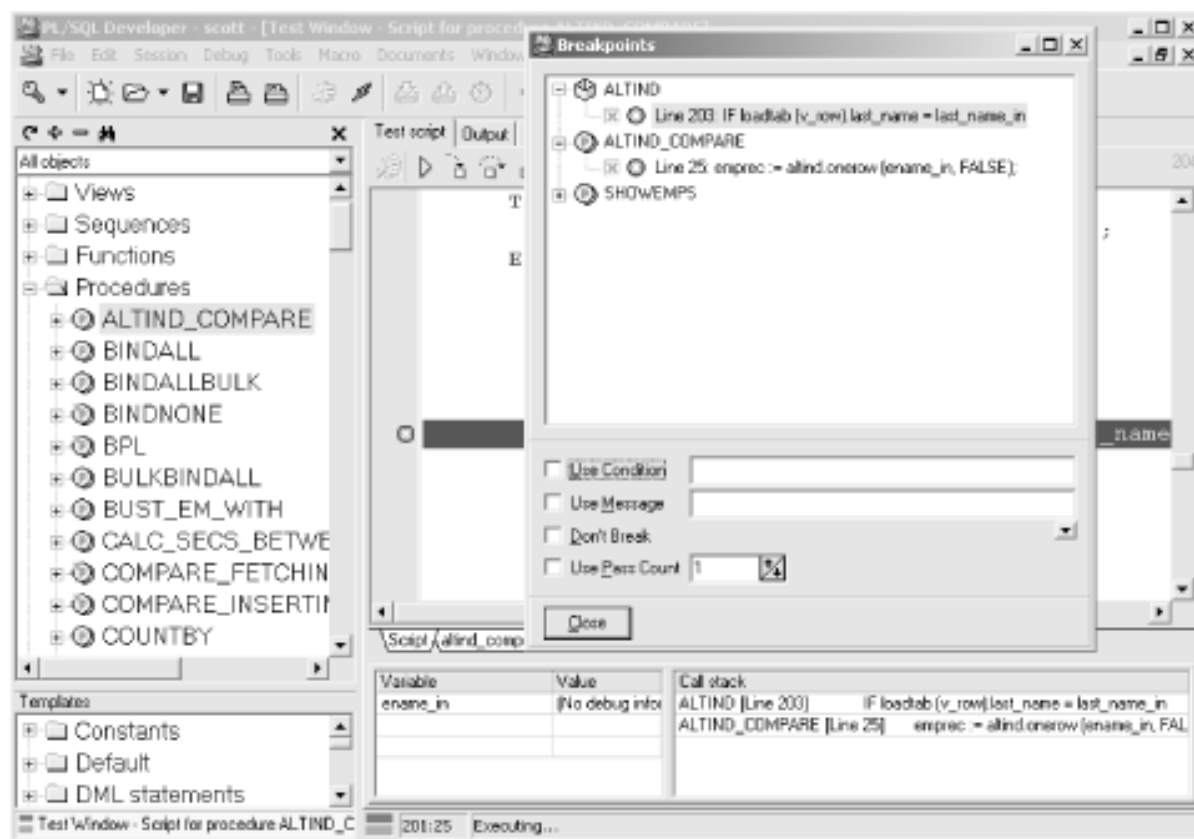 PL/SQL Developer - scott - [Test Window - Script for procedure ALTIND_COMPARE]
File Edit Session Debug Tools Macro Documents Window
All objects
Views
Sequences
Functions
Procedures
ALTIND_COMPARE
BINDALL
BINDALLBULK
BINDNONE
BPL
BULKBINDALL
BUST_EM_WITH
CALC_SECS_BETWE
COMPARE_FETCHIN
COMPARE_INSERTIN
COUNTBY
Templates
Constants
Default
DML statements
Test Window - Script for procedure ALTIND_C
Test script Output
T
;
E
_name
Script altind_comp
Breakpoints
ALTIND
Line 203: IF loadtab (v_row).last_name = last_name_in
ALTIND_COMPARE
Line 25: emprec := altind.onerow (ename_in, FALSE);
SHOWEMPS
Use Condition
Use Message
Don't Break
Use Pass Count 1
Close
Variable Value
ename_in (No debug infor
Call stack
ALTIND [Line 203] IF loadtab (v_row).last_name = last_name_in
ALTIND_COMPARE [Line 25] emprec := altind.onerow (ename_in, FAL
201:25 Executing...